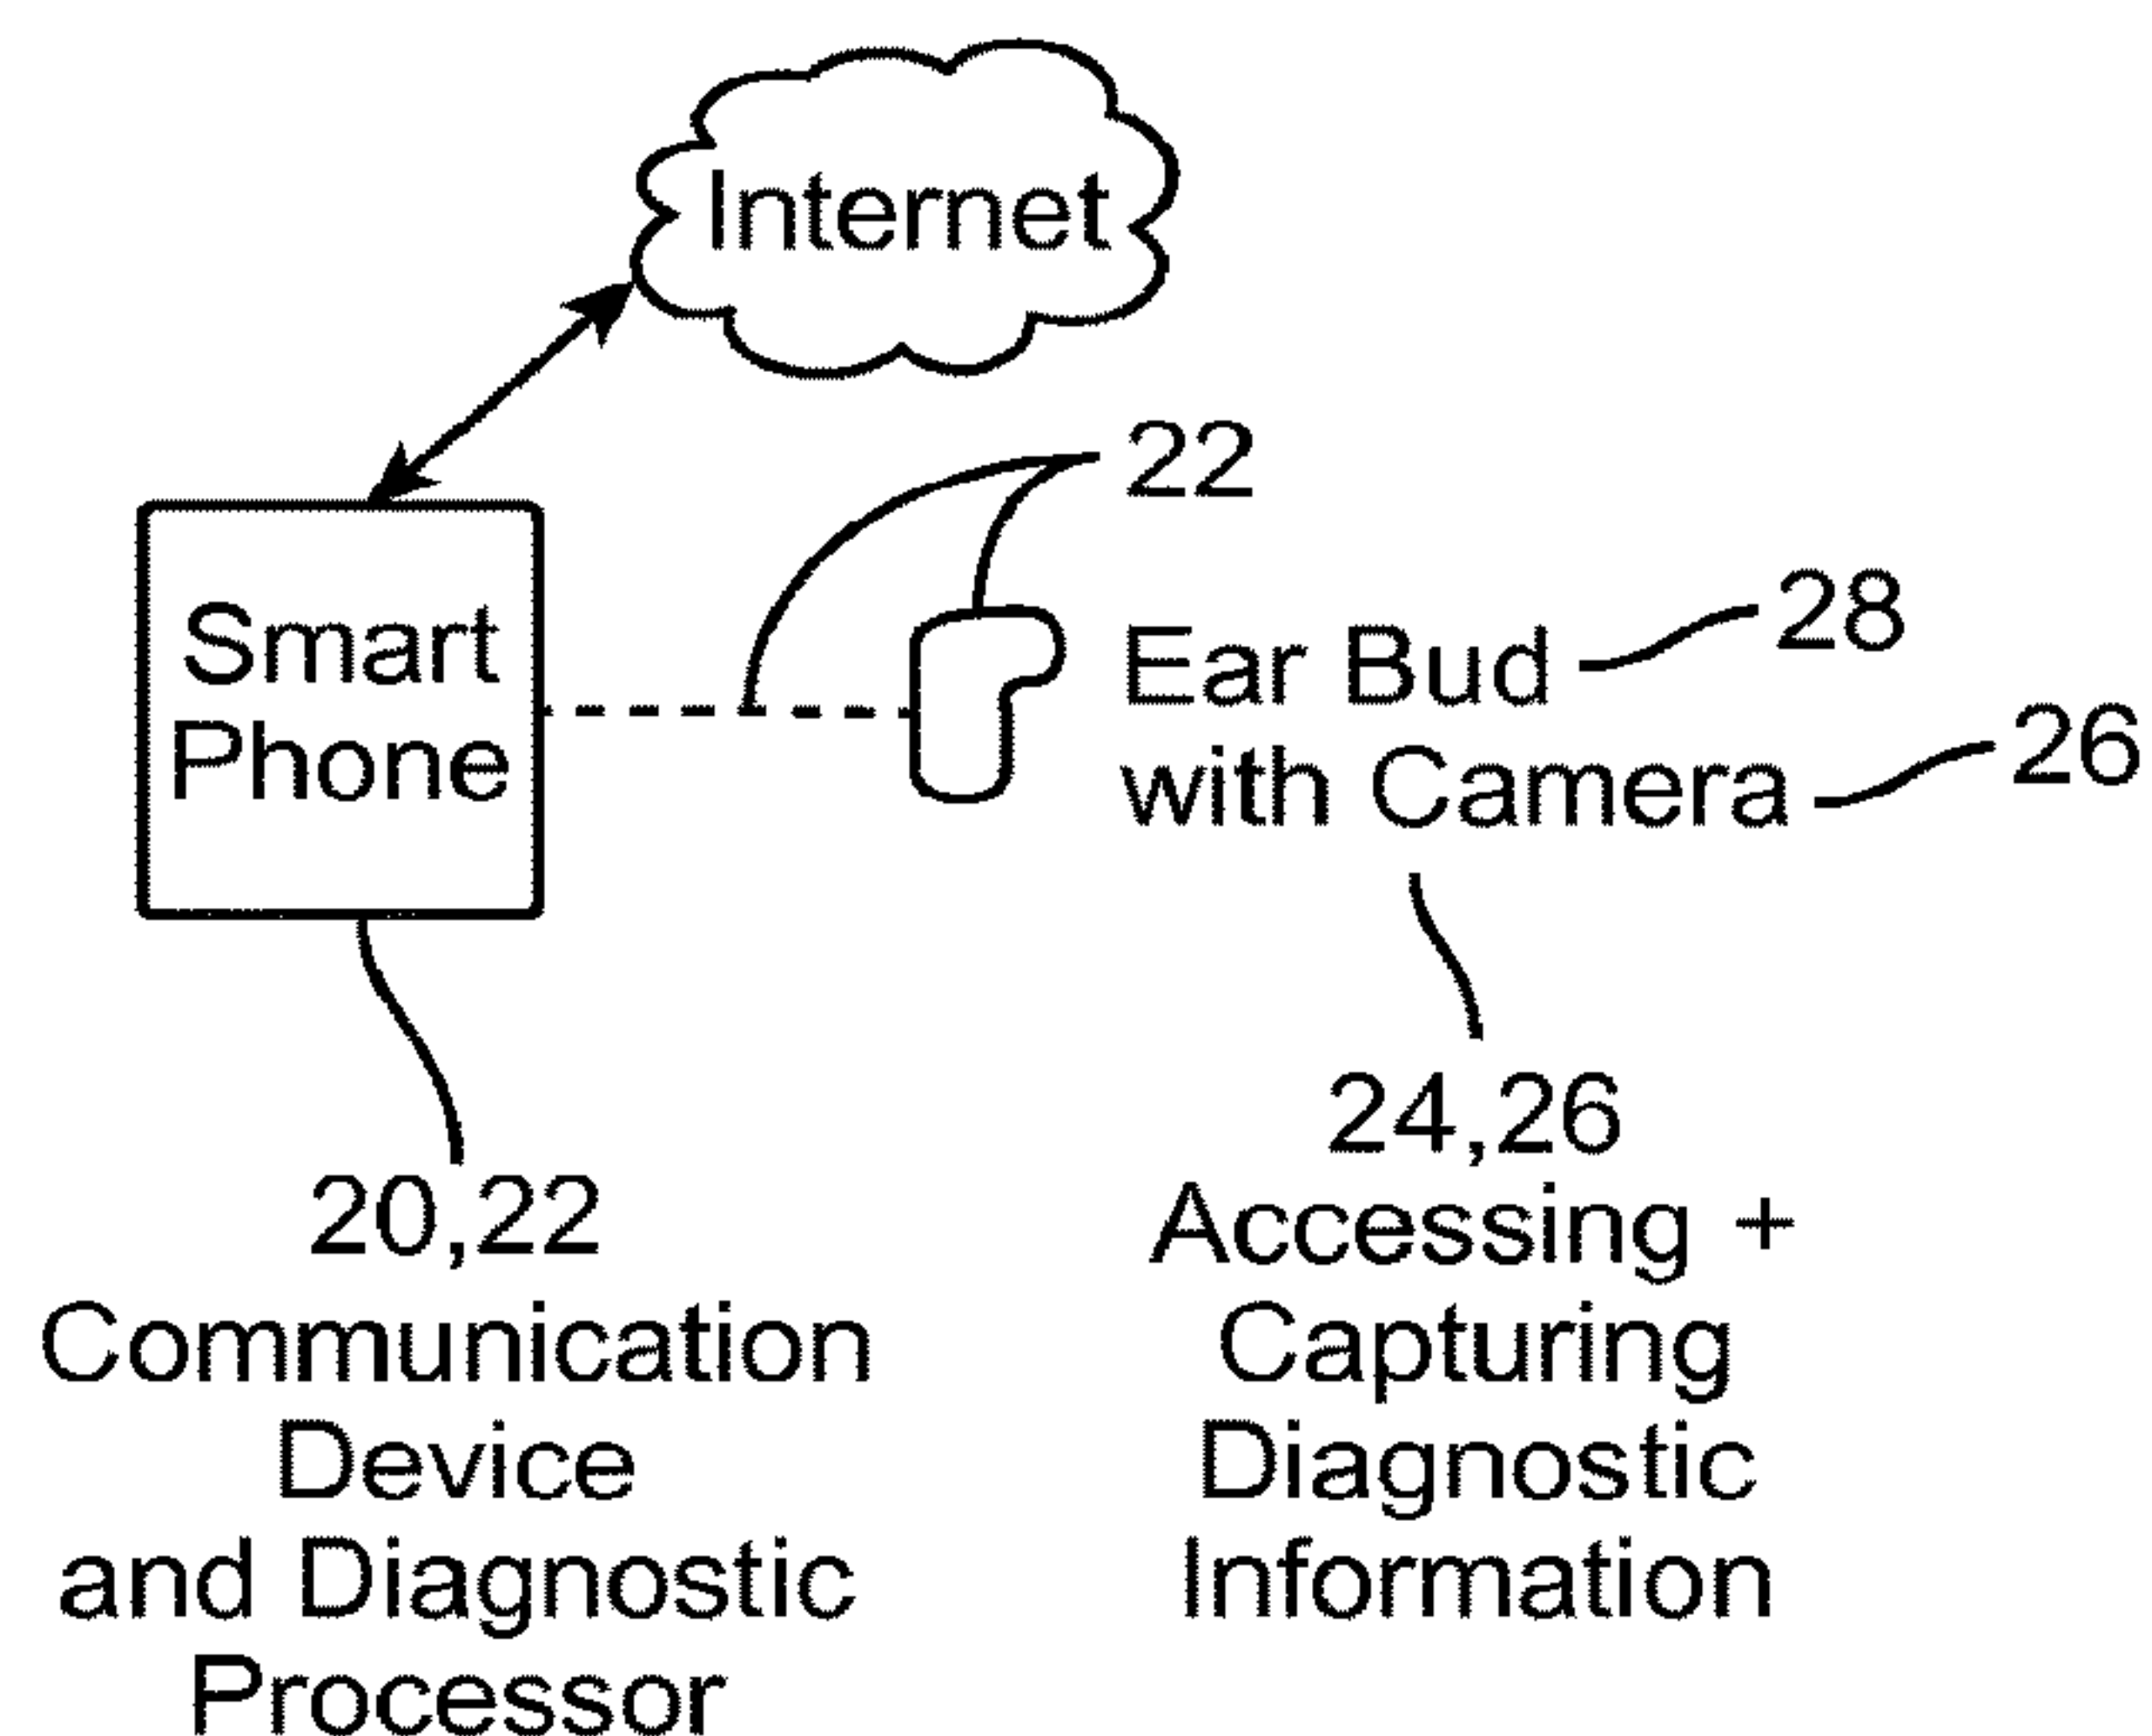 Internet
22
Smart
Phone
Ear Bud
28
with Camera
26
20,22
Communication
Device
and Diagnostic
Processor
24,26
Accessing +
Capturing
Diagnostic
Information